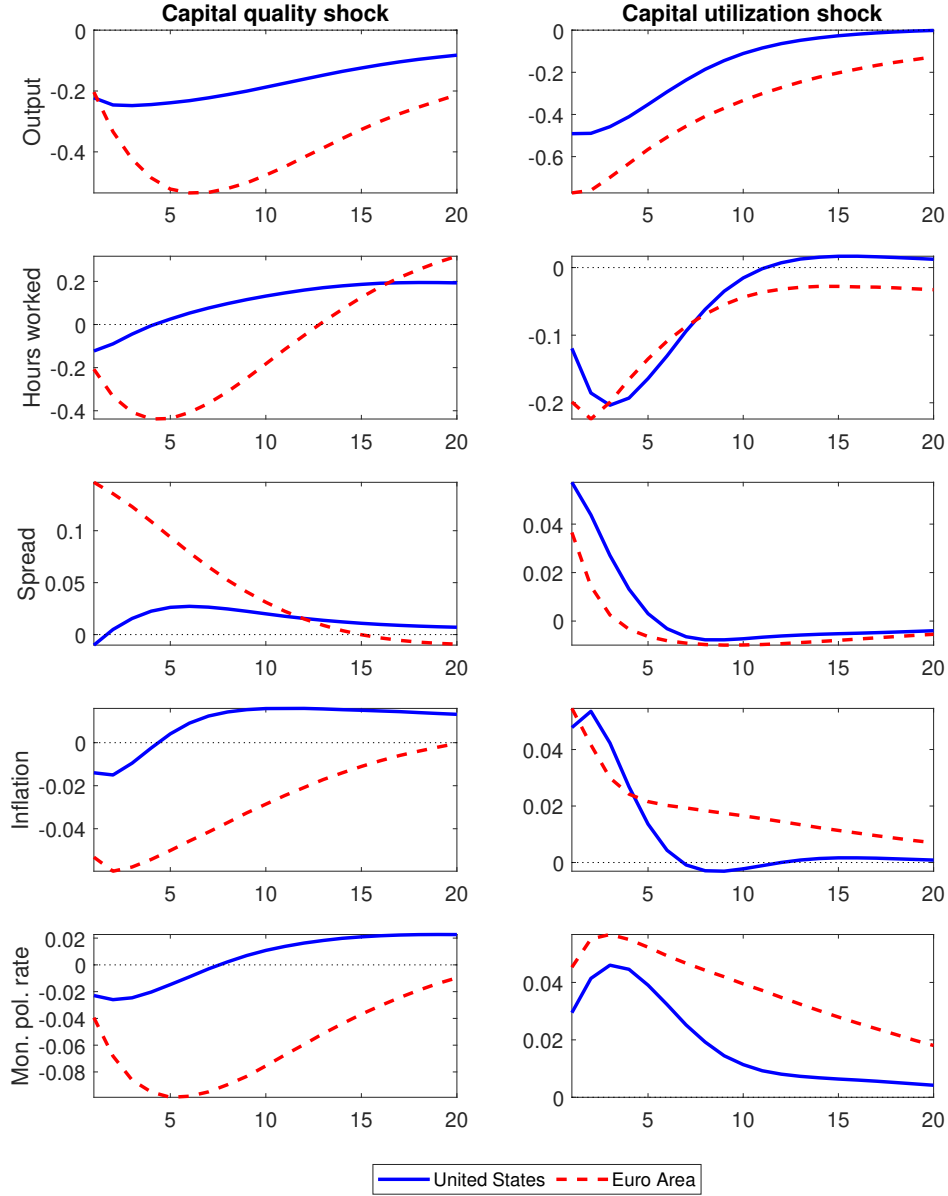 Capital quality shock
Capital utilization shock
Output
0
-0.2
-0.4
5 10 15 20
0
-0.2
-0.4
-0.6
5 10 15 20
Hours worked
0.2
0
-0.2
-0.4
5 10 15 20
0
-0.1
-0.2
5 10 15 20
Spread
0.1
0.05
0
5 10 15 20
0.04
0.02
0
5 10 15 20
Inflation
0
-0.02
-0.04
5 10 15 20
0.04
0.02
0
5 10 15 20
Mon. pol. rate
0.02
0
-0.02
-0.04
-0.06
-0.08
5 10 15 20
0.04
0.02
0
5 10 15 20
United States Euro Area